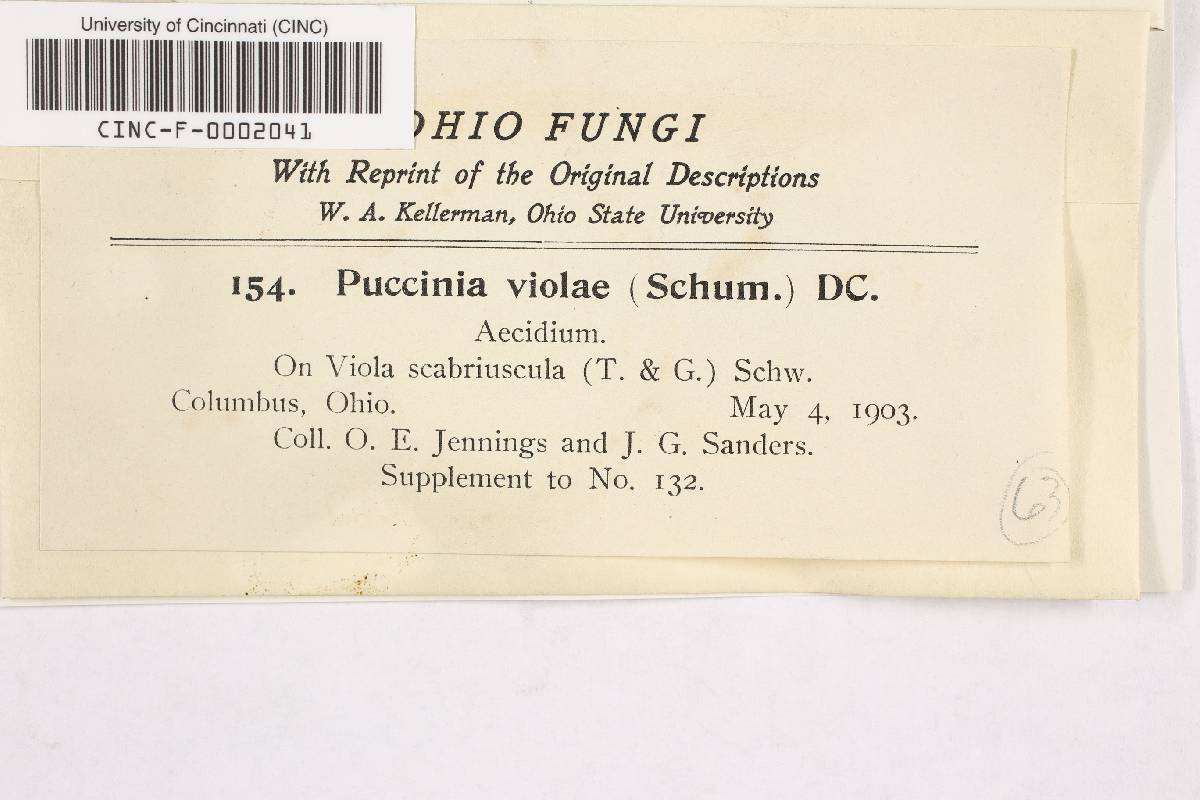 University of Cincinnati (CINC)
CINC-F-0002041
OHIO FUNGI
With Reprint of the Original Descriptions
W. A. Kellerman, Ohio State University
154. Puccinia violae (Schum.) DC.
Aecidium.
On Viola scabriuscula (T. & G.) Schw.
Columbus, Ohio. May 4, 1903.
Coll. O. E. Jennings and J. G. Sanders.
Supplement to No. 132.
63